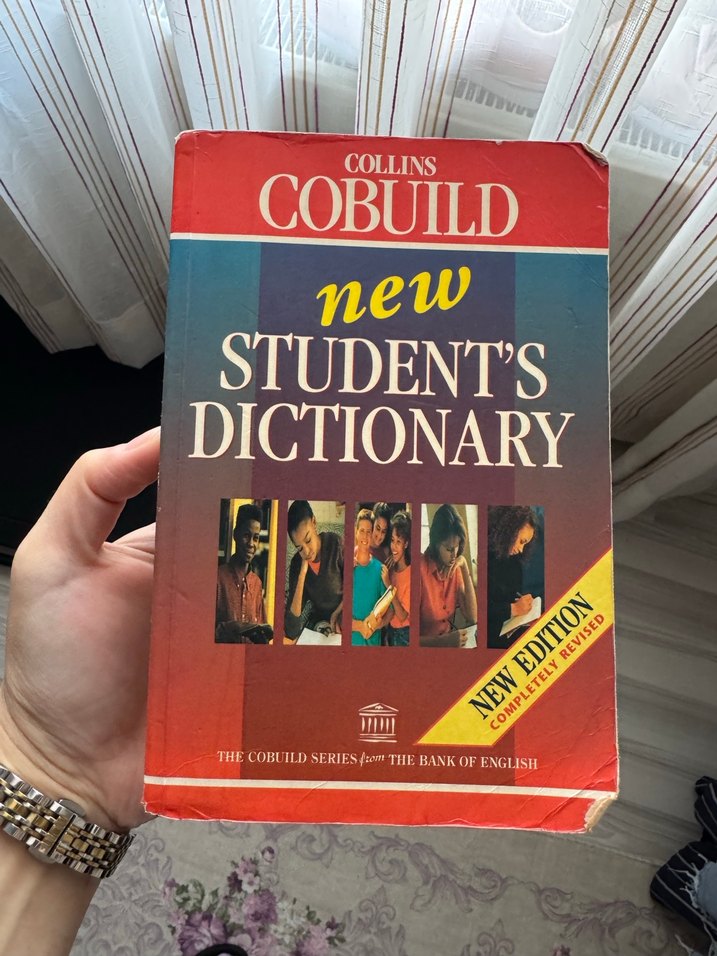 COLLINS
COBUILD
new
STUDENT'S
DICTIONARY
NEW EDITION
COMPLETELY REVISED
THE COBUILD SERIES from THE BANK OF ENGLISH